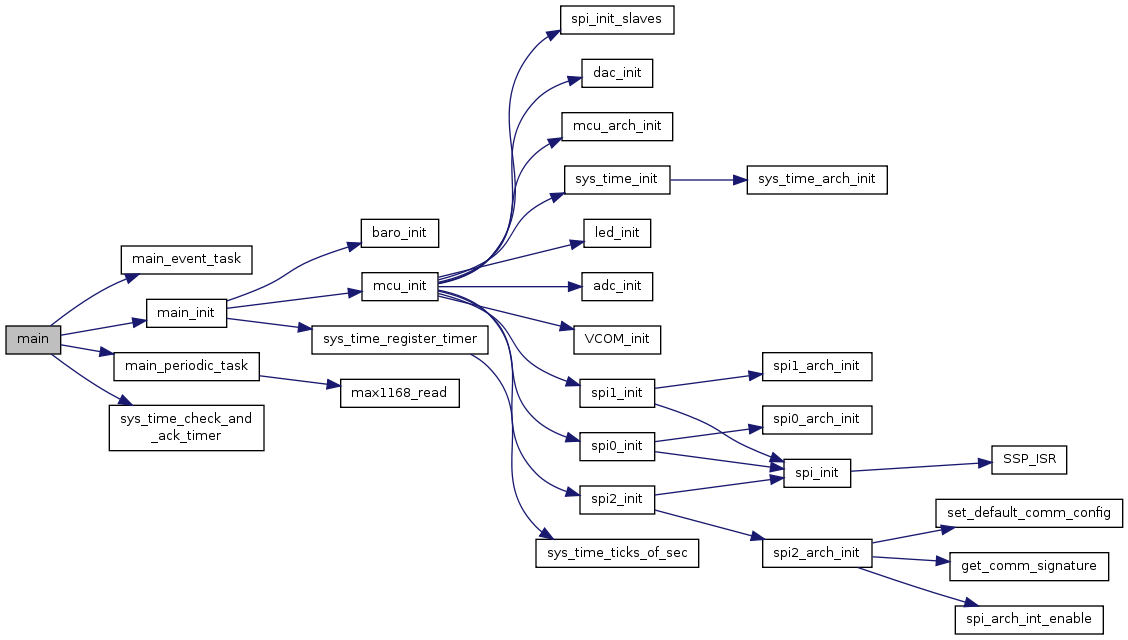 spi_init_slaves
dac_init
mcu_arch_init
sys_time_init
sys_time_arch_init
baro_init
led_init
main_event_task
mcu_init
adc_init
main_init
main
sys_time_register_timer
VCOM_init
main_periodic_task
spi1_arch_init
max1168_read
spi1_init
sys_time_check_and
_ack_timer
spi0_arch_init
spi0_init
spi_init
SSP_ISR
spi2_init
set_default_comm_config
sys_time_ticks_of_sec
spi2_arch_init
get_comm_signature
spi_arch_int_enable